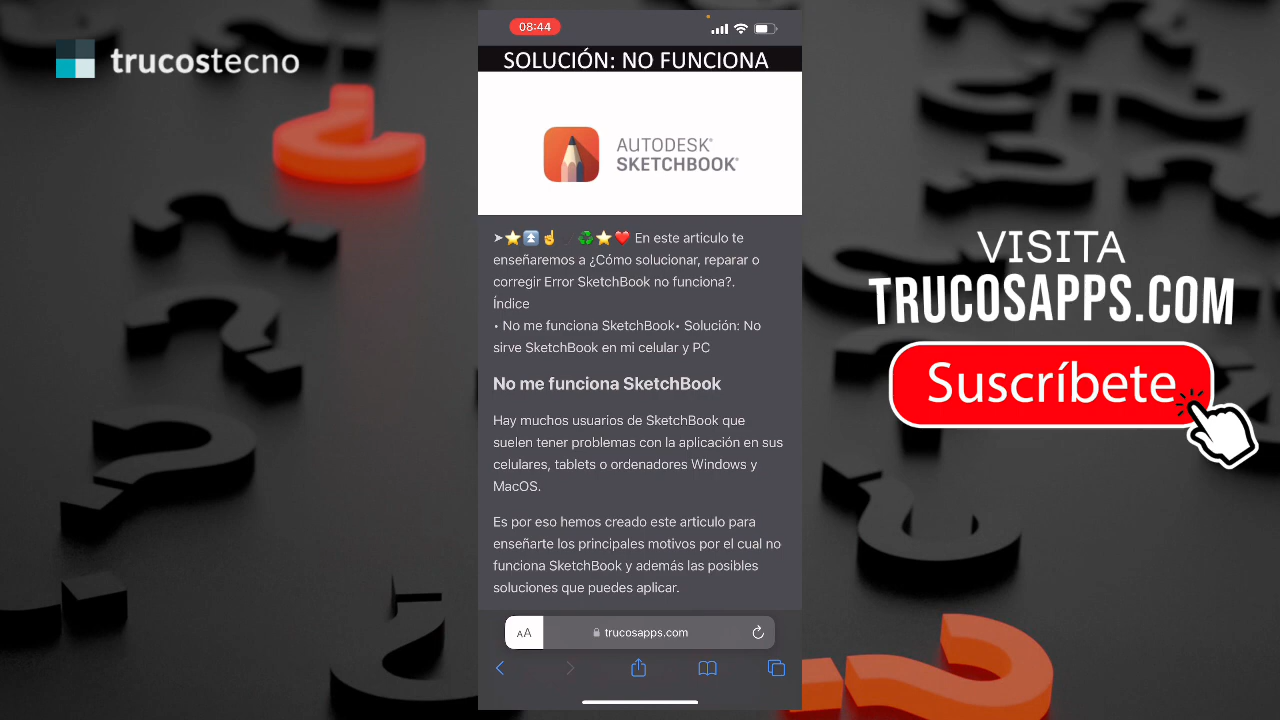 trucostecno
08:44
SOLUCIÓN: NO FUNCIONA
AUTODESK®
SKETCHBOOK®
➤⭐⏫☝♻⭐❤ En este articulo te
enseñaremos a ¿Cómo solucionar, reparar o
corregir Error SketchBook no funciona?.
Índice
• No me funciona SketchBook• Solución: No
sirve SketchBook en mi celular y PC
No me funciona SketchBook
Hay muchos usuarios de SketchBook que
suelen tener problemas con la aplicación en sus
celulares, tablets o ordenadores Windows y
MacOS.
Es por eso hemos creado este articulo para
enseñarte los principales motivos por el cual no
funciona SketchBook y además las posibles
soluciones que puedes aplicar.
AA
trucosapps.com
VISITA
TRUCOSAPPS.COM
Suscríbete